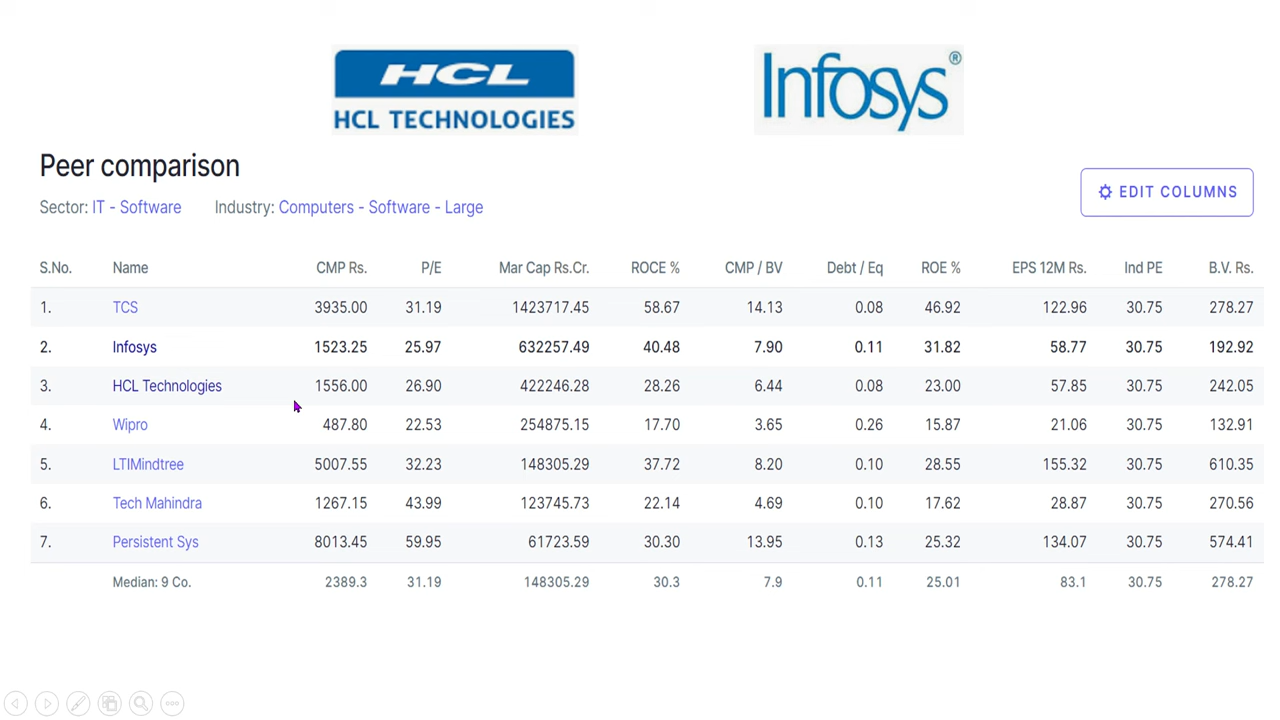 HCL
HCL TECHNOLOGIES
Infosys®
Peer comparison
Sector: IT - Software Industry: Computers - Software - Large
EDIT COLUMNS
S.No. Name CMP Rs. P/E Mar Cap Rs.Cr. ROCE % CMP / BV Debt / Eq ROE % EPS 12M Rs. Ind PE B.V. Rs.
1. TCS 3935.00 31.19 1423717.45 58.67 14.13 0.08 46.92 122.96 30.75 278.27
2. Infosys 1523.25 25.97 632257.49 40.48 7.90 0.11 31.82 58.77 30.75 192.92
3. HCL Technologies 1556.00 26.90 422246.28 28.26 6.44 0.08 23.00 57.85 30.75 242.05
4. Wipro 487.80 22.53 254875.15 17.70 3.65 0.26 15.87 21.06 30.75 132.91
5. LTIMindtree 5007.55 32.23 148305.29 37.72 8.20 0.10 28.55 155.32 30.75 610.35
6. Tech Mahindra 1267.15 43.99 123745.73 22.14 4.69 0.10 17.62 28.87 30.75 270.56
7. Persistent Sys 8013.45 59.95 61723.59 30.30 13.95 0.13 25.32 134.07 30.75 574.41
Median: 9 Co. 2389.3 31.19 148305.29 30.3 7.9 0.11 25.01 83.1 30.75 278.27